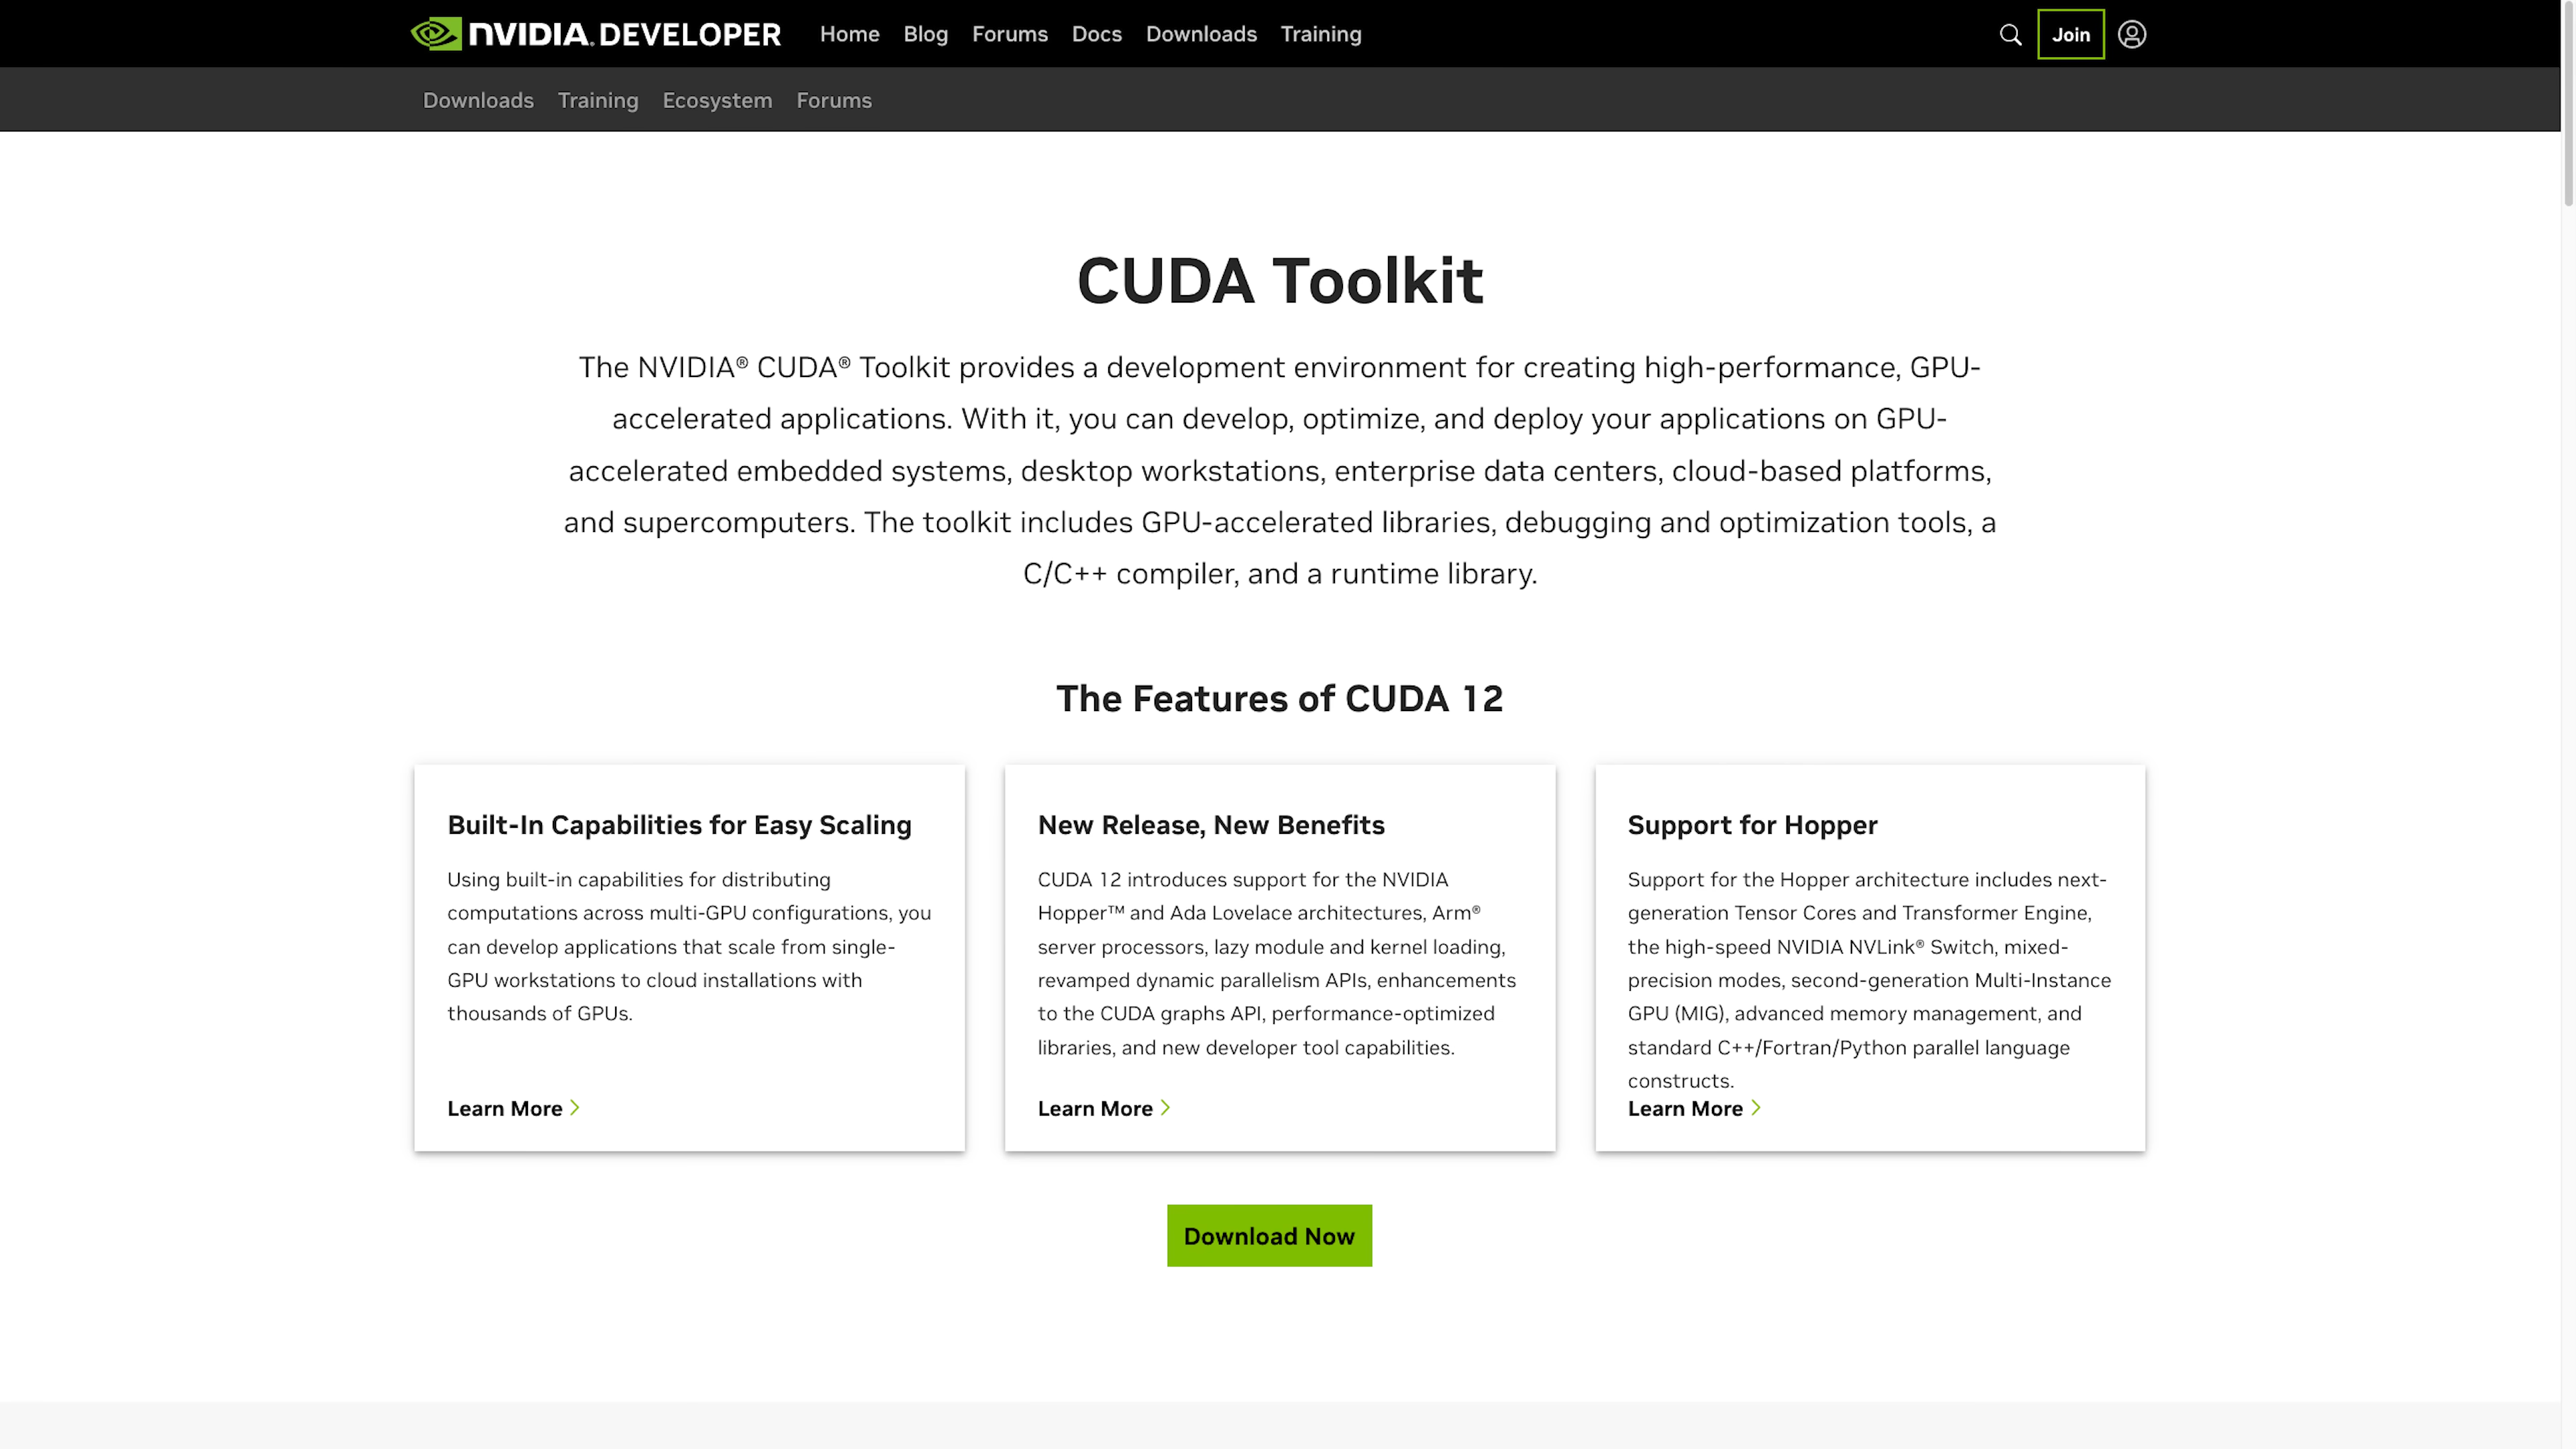 NVIDIA. DEVELOPER Home Blog Forums Docs Downloads Training Join
Downloads Training Ecosystem Forums
CUDA Toolkit
The NVIDIA® CUDA® Toolkit provides a development environment for creating high-performance, GPU-
accelerated applications. With it, you can develop, optimize, and deploy your applications on GPU-
accelerated embedded systems, desktop workstations, enterprise data centers, cloud-based platforms,
and supercomputers. The toolkit includes GPU-accelerated libraries, debugging and optimization tools, a
C/C++ compiler, and a runtime library.
The Features of CUDA 12
Built-In Capabilities for Easy Scaling
Using built-in capabilities for distributing
computations across multi-GPU configurations, you
can develop applications that scale from single-
GPU workstations to cloud installations with
thousands of GPUs.
Learn More
New Release, New Benefits
CUDA 12 introduces support for the NVIDIA
Hopper™ and Ada Lovelace architectures, Arm®
server processors, lazy module and kernel loading,
revamped dynamic parallelism APIs, enhancements
to the CUDA graphs API, performance-optimized
libraries, and new developer tool capabilities.
Learn More
Support for Hopper
Support for the Hopper architecture includes next-
generation Tensor Cores and Transformer Engine,
the high-speed NVIDIA NVLink® Switch, mixed-
precision modes, second-generation Multi-Instance
GPU (MIG), advanced memory management, and
standard C++/Fortran/Python parallel language
constructs.
Learn More
Download Now